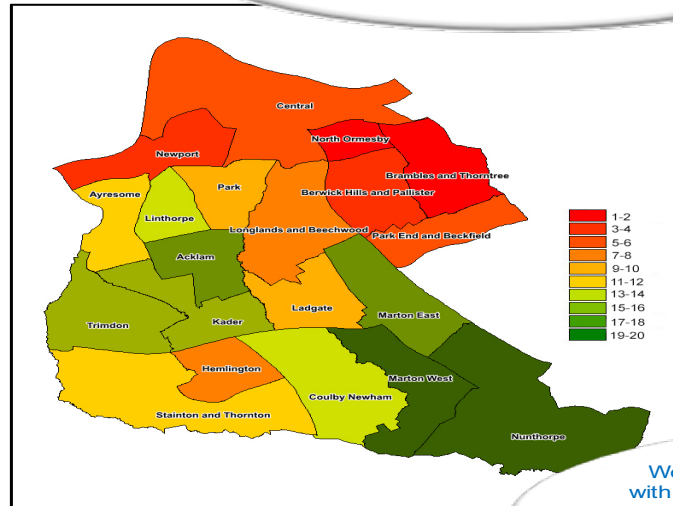 Central
North Ormesby
Newport
Brambles and Thorntree
Ayresome
Park
Berwick Hills and Pallister
Linthorpe
Longlands and Beechwood
Park End and Beckfield
Acklam
Ladgate
Marton East
Trimdon
Kader
Hemlington
Marton West
Coulby Newham
Stainton and Thornton
Nunthorpe
1-2
3-4
5-6
7-8
9-10
11-12
13-14
15-16
17-18
19-20
with